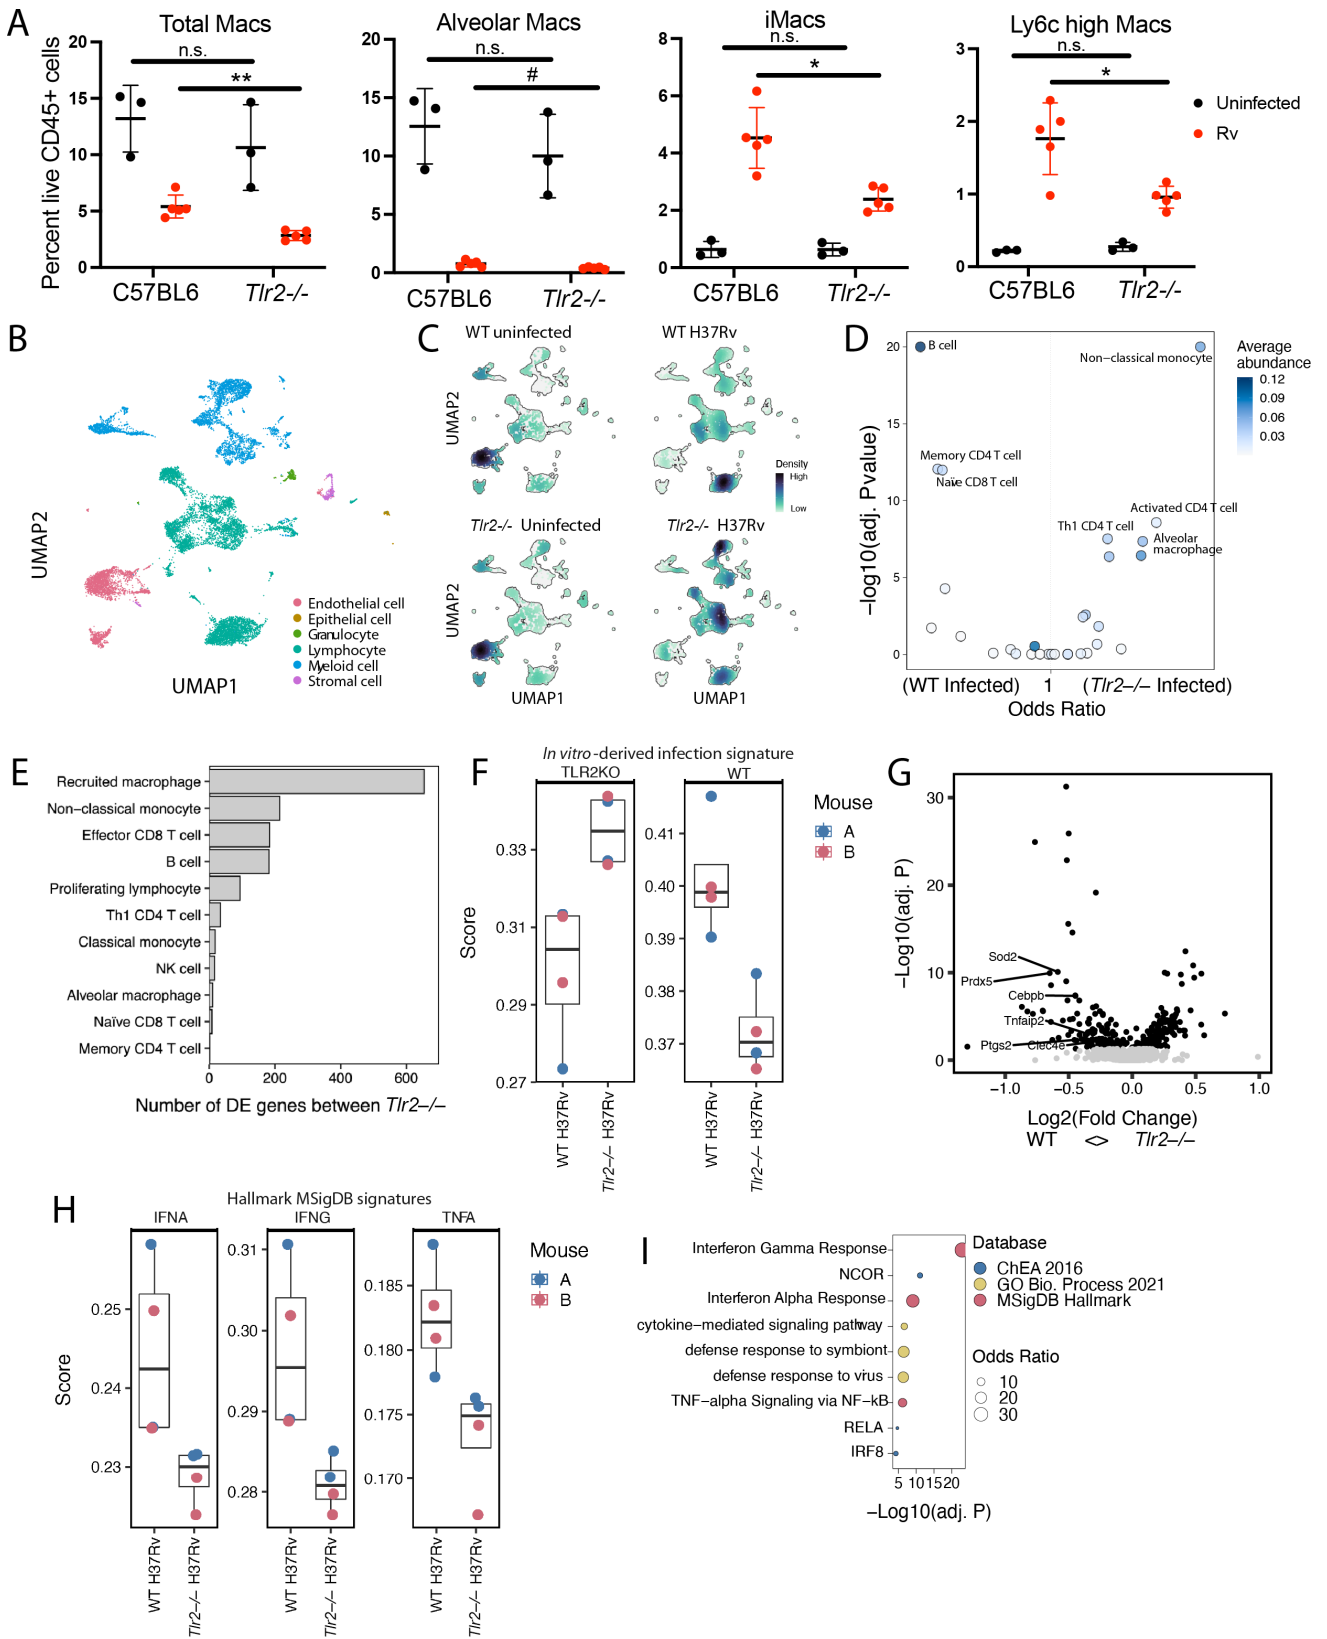 A
Total Macs
Alveolar Macs
iMacs
Ly6c high Macs
Percent live CD45+ cells
20
15
10
5
0
n.s.
**
C57BL6
Tlr2-/-
20
15
10
5
0
n.s.
#
C57BL6
Tlr2-/-
8
6
4
2
0
n.s.
*
C57BL6
Tlr2-/-
3
2
1
0
n.s.
*
C57BL6
Tlr2-/-
Uninfected
Rv
B
UMAP2
UMAP1
Endothelial cell
Epithelial cell
Granulocyte
Lymphocyte
Myeloid cell
Stromal cell
C
WT uninfected
WT H37Rv
UMAP2
Density
High
Low
Tlr2-/- Uninfected
Tlr2-/- H37Rv
UMAP2
UMAP1
UMAP1
D
−log10(adj. Pvalue)
20
15
10
5
0
B cell
Non−classical monocyte
Memory CD4 T cell
Naïve CD8 T cell
Activated CD4 T cell
Th1 CD4 T cell
Alveolar
macrophage
Average
abundance
0.12
0.09
0.06
0.03
(WT Infected)
1
(Tlr2−/− Infected)
Odds Ratio
E
Recruited macrophage
Non−classical monocyte
Effector CD8 T cell
B cell
Proliferating lymphocyte
Th1 CD4 T cell
Classical monocyte
NK cell
Alveolar macrophage
Naïve CD8 T cell
Memory CD4 T cell
0
200
400
600
Number of DE genes between Tlr2−/−
F
In vitro-derived infection signature
TLR2KO
WT
Score
0.33
0.31
0.29
0.27
0.41
0.40
0.39
0.38
0.37
WT H37Rv
Tlr2−/− H37Rv
WT H37Rv
Tlr2−/− H37Rv
Mouse
A
B
G
−Log10(adj. P)
30
20
10
0
Sod2
Prdx5
Cebpb
Tnfaip2
Ptgs2
Clec4e
−1.0
−0.5
0.0
0.5
1.0
Log2(Fold Change)
WT <> Tlr2−/−
H
Hallmark MSigDB signatures
IFNA
IFNG
TNFA
Score
0.25
0.24
0.23
0.31
0.30
0.29
0.28
0.185
0.180
0.175
0.170
WT H37Rv
Tlr2−/− H37Rv
WT H37Rv
Tlr2−/− H37Rv
WT H37Rv
Tlr2−/− H37Rv
Mouse
A
B
I
Interferon Gamma Response
NCOR
Interferon Alpha Response
cytokine−mediated signaling pathway
defense response to symbiont
defense response to virus
TNF−alpha Signaling via NF−kB
RELA
IRF8
5
10
15
20
−Log10(adj. P)
Database
ChEA 2016
GO Bio. Process 2021
MSigDB Hallmark
Odds Ratio
10
20
30